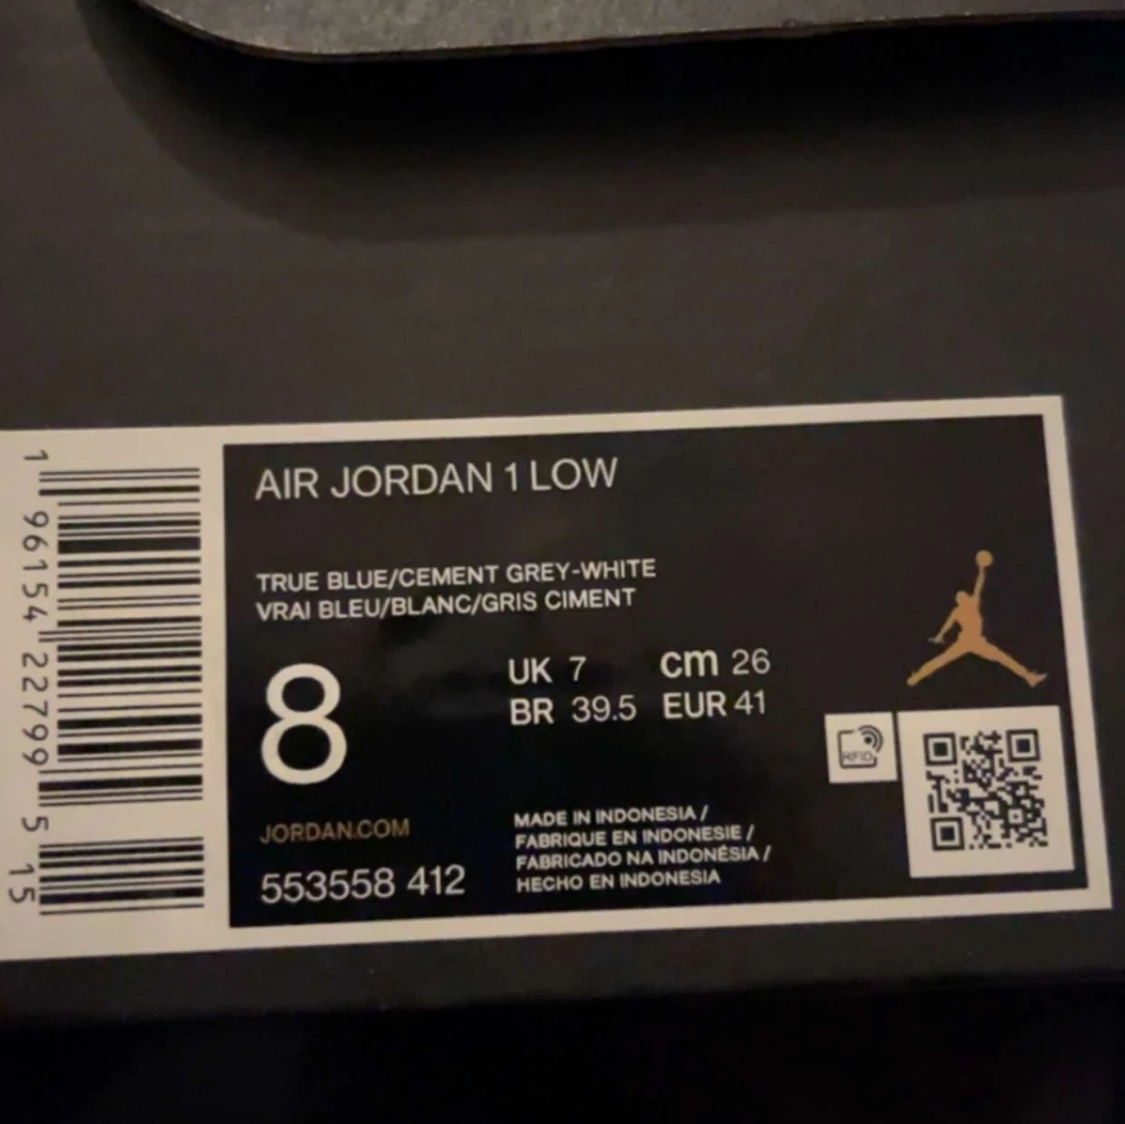 1 96154 22799 5 15
AIR JORDAN 1 LOW
TRUE BLUE/CEMENT GREY-WHITE
VRAI BLEU/BLANC/GRIS CIMENT
8
UK 7 cm 26
BR 39.5 EUR 41
RFID
JORDAN.COM
553558 412
MADE IN INDONESIA /
FABRIQUE EN INDONESIE /
FABRICADO NA INDONÉSIA /
HECHO EN INDONESIA